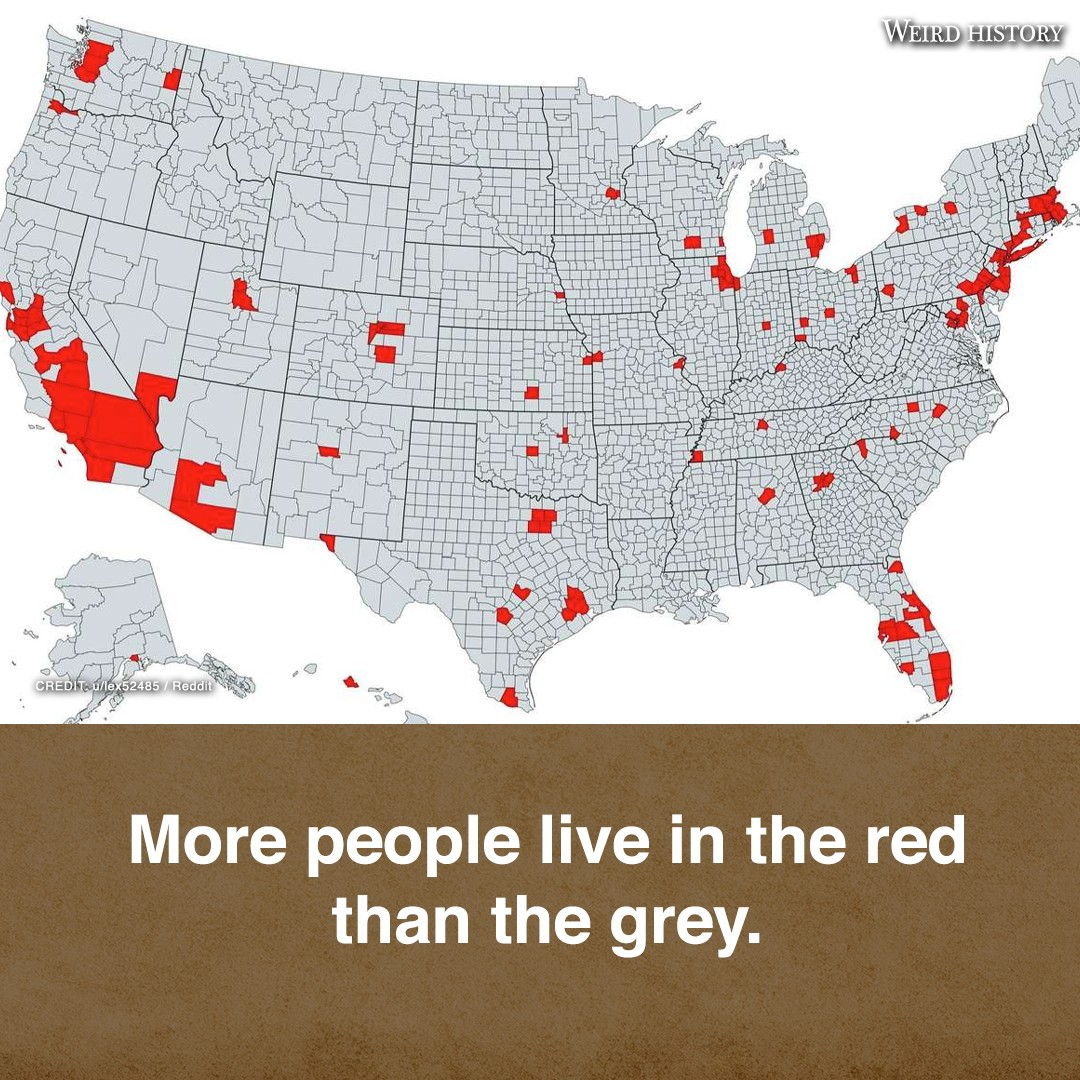 WEIRD HISTORY
CREDIT: u/lex52485 / Reddit
More people live in the red
than the grey.